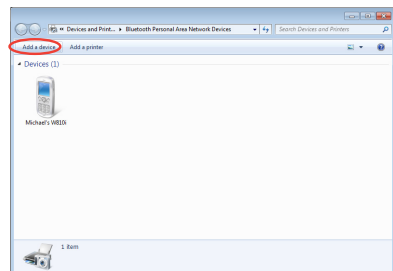 « Devices and Print... ▸ Bluetooth Personal Area Network Devices
Search Devices and Printers
Add a device
Add a printer
Devices (1)
Michael's W810i
1 item